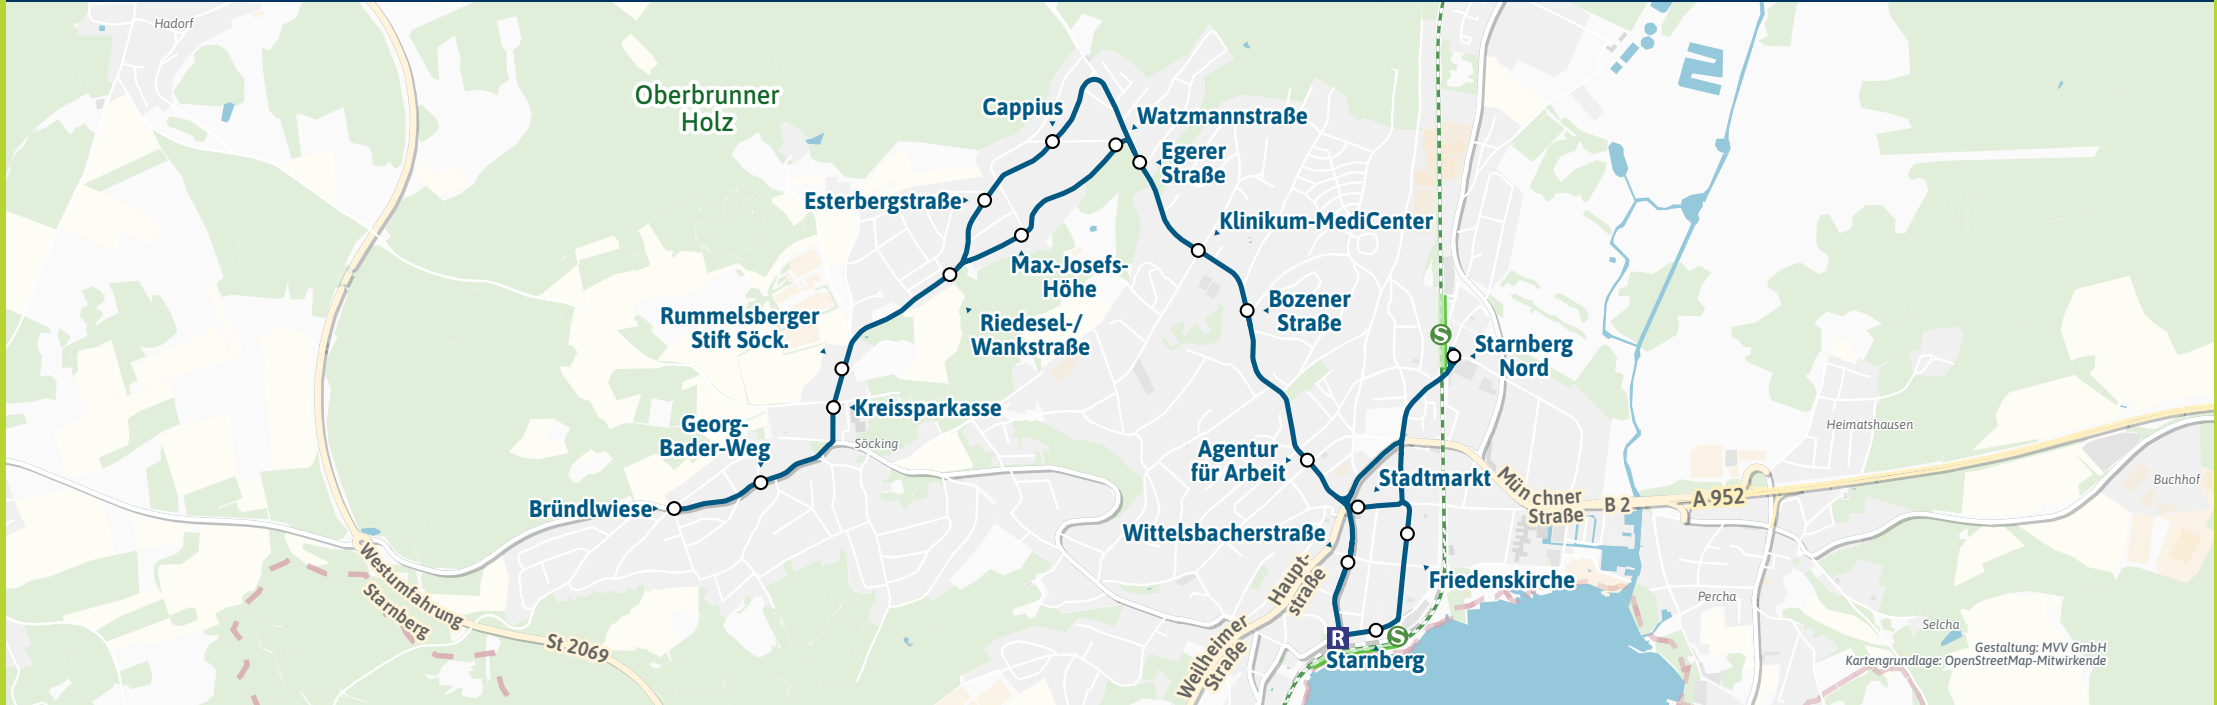 Hadorf
Oberbrunner
Holz
Cappius
Watzmannstraße
Egerer
Straße
Esterbergstraße
Klinikum-MediCenter
Max-Josefs-
Höhe
Bozener
Straße
Rummelsberger
Stift Söck.
Riedesel-/
Wankstraße
S
Starnberg
Nord
Kreissparkasse
Georg-
Bader-Weg
Söcking
Heimatshausen
Agentur
für Arbeit
Stadtmarkt
Münchner
Straße
B 2
A 952
Buchhof
Bründlwiese
Wittelsbacherstraße
Haupt-
straße
Friedenskirche
Westumfahrung
Starnberg
St 2069
Weilheimer
Straße
R
S
Starnberg
Percha
Selcha
Gestaltung: MVV GmbH
Kartengrundlage: OpenStreetMap-Mitwirkende